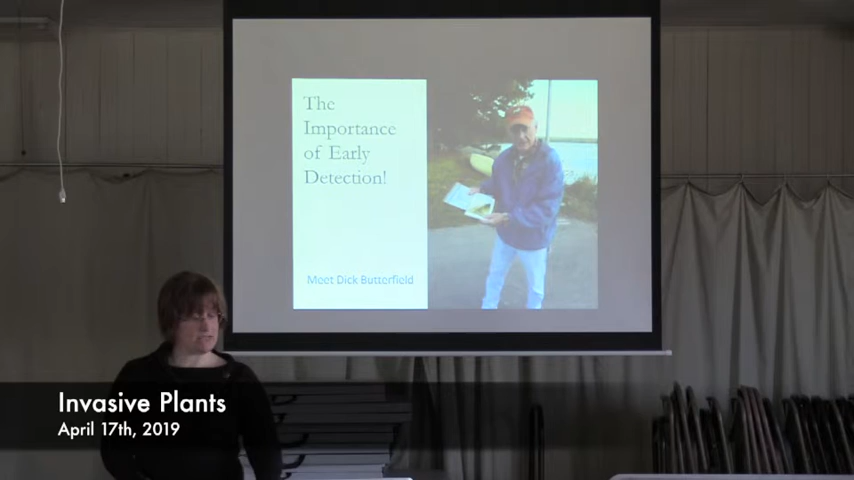 The
Importance
of Early
Detection!
Meet Dick Butterfield
Invasive Plants
April 17th, 2019